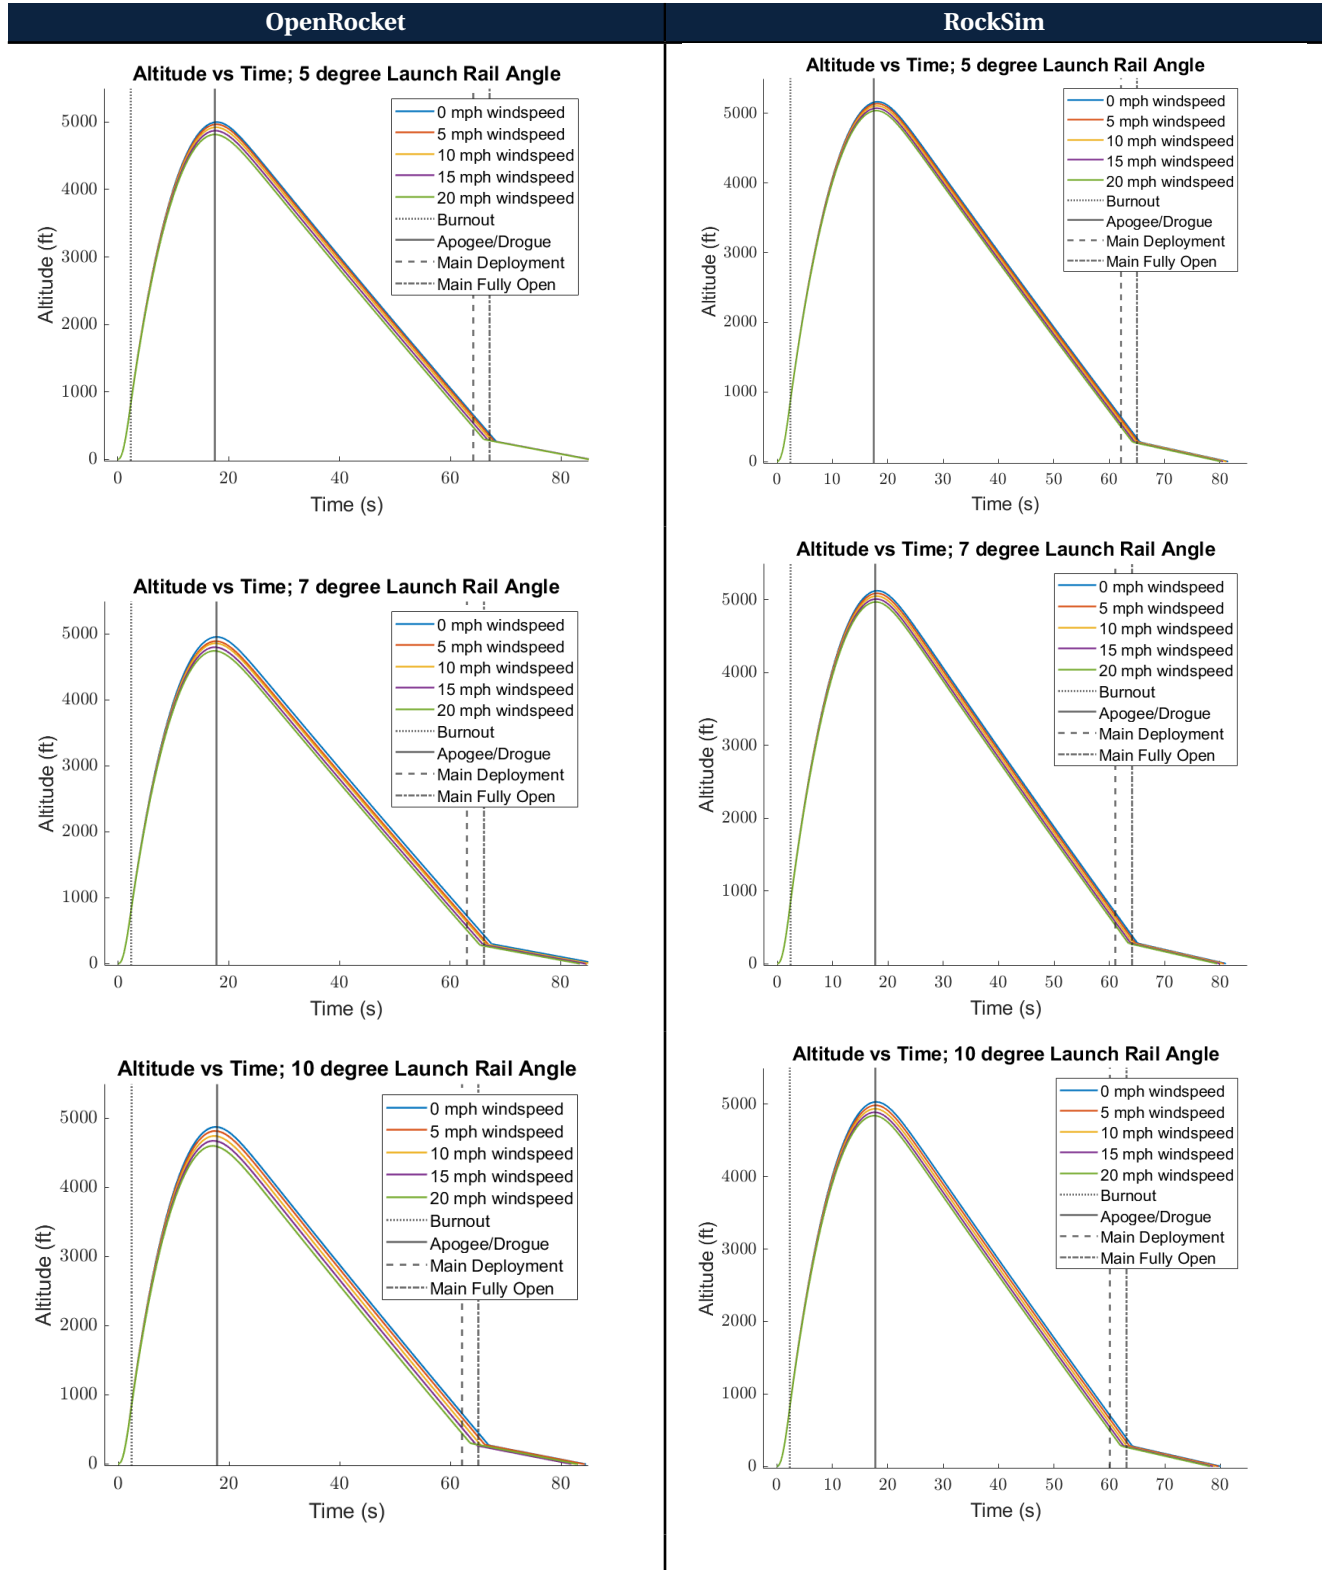 OpenRocket
RockSim
Altitude vs Time; 5 degree Launch Rail Angle
5000
4000
3000
2000
1000
0
Altitude (ft)
0 20 40 60 80
Time (s)
0 mph windspeed
5 mph windspeed
10 mph windspeed
15 mph windspeed
20 mph windspeed
Burnout
Apogee/Drogue
Main Deployment
Main Fully Open
Altitude vs Time; 5 degree Launch Rail Angle
5000
4000
3000
2000
1000
0
Altitude (ft)
0 10 20 30 40 50 60 70 80
Time (s)
0 mph windspeed
5 mph windspeed
10 mph windspeed
15 mph windspeed
20 mph windspeed
Burnout
Apogee/Drogue
Main Deployment
Main Fully Open
Altitude vs Time; 7 degree Launch Rail Angle
5000
4000
3000
2000
1000
0
Altitude (ft)
0 20 40 60 80
Time (s)
0 mph windspeed
5 mph windspeed
10 mph windspeed
15 mph windspeed
20 mph windspeed
Burnout
Apogee/Drogue
Main Deployment
Main Fully Open
Altitude vs Time; 7 degree Launch Rail Angle
5000
4000
3000
2000
1000
0
Altitude (ft)
0 10 20 30 40 50 60 70 80
Time (s)
0 mph windspeed
5 mph windspeed
10 mph windspeed
15 mph windspeed
20 mph windspeed
Burnout
Apogee/Drogue
Main Deployment
Main Fully Open
Altitude vs Time; 10 degree Launch Rail Angle
5000
4000
3000
2000
1000
0
Altitude (ft)
0 20 40 60 80
Time (s)
0 mph windspeed
5 mph windspeed
10 mph windspeed
15 mph windspeed
20 mph windspeed
Burnout
Apogee/Drogue
Main Deployment
Main Fully Open
Altitude vs Time; 10 degree Launch Rail Angle
5000
4000
3000
2000
1000
0
Altitude (ft)
0 10 20 30 40 50 60 70 80
Time (s)
0 mph windspeed
5 mph windspeed
10 mph windspeed
15 mph windspeed
20 mph windspeed
Burnout
Apogee/Drogue
Main Deployment
Main Fully Open